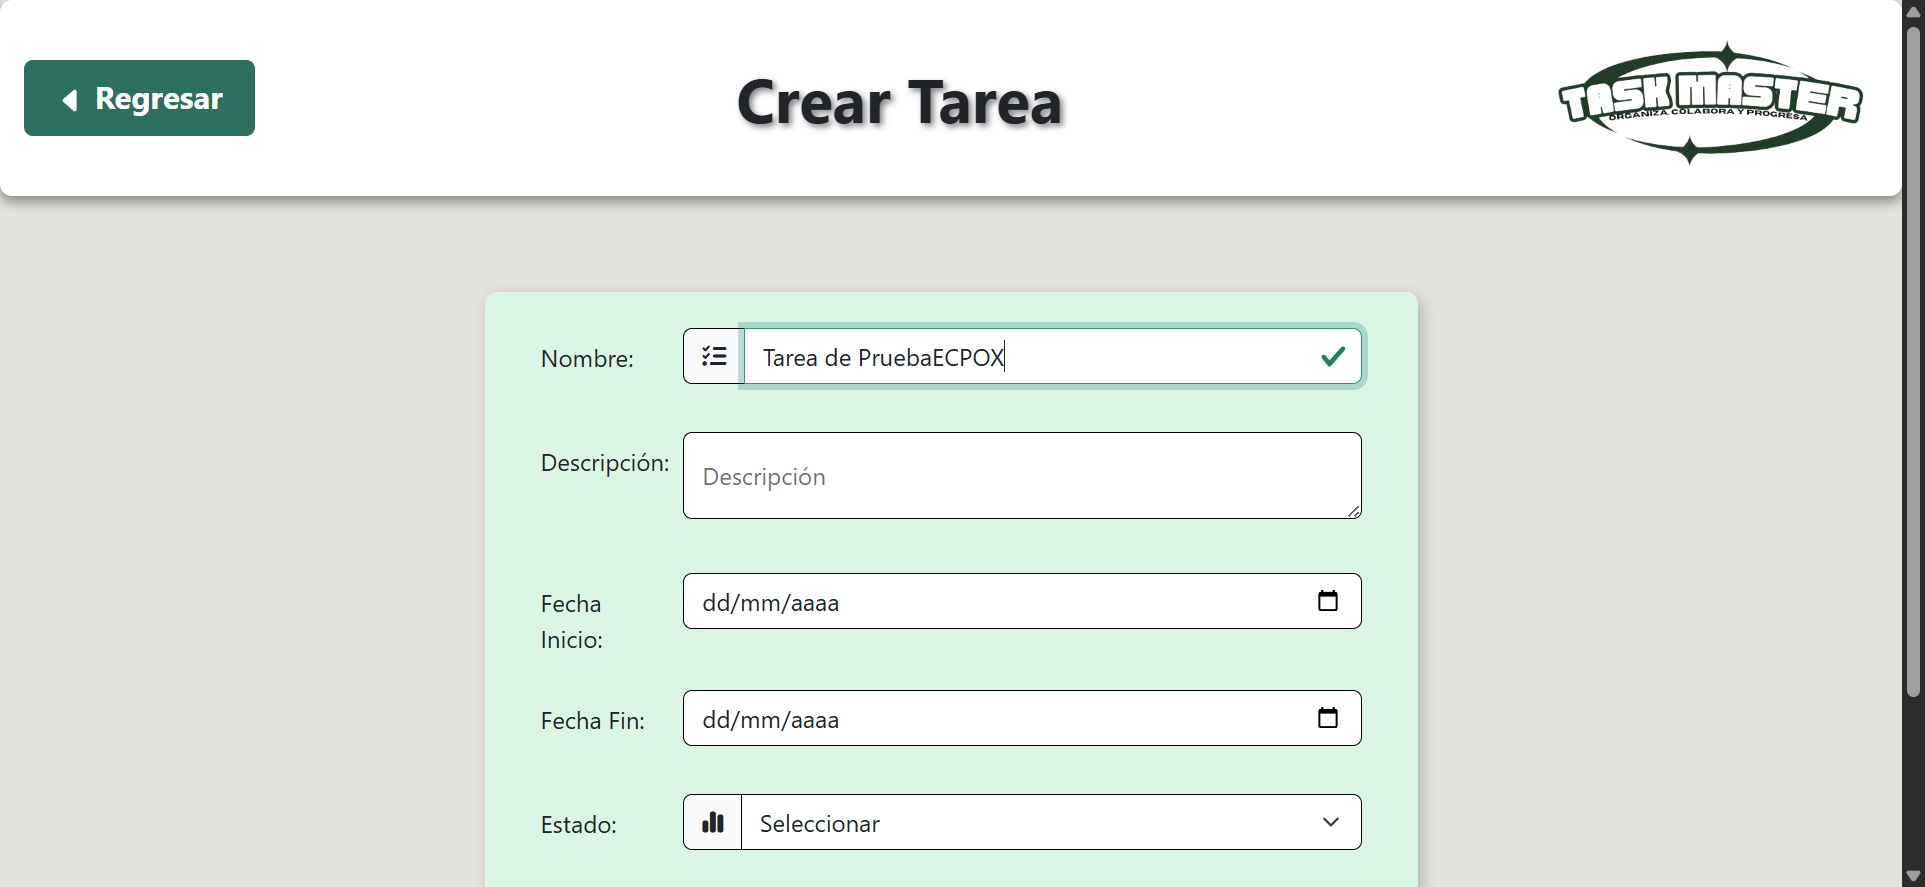 Regresar
Crear Tarea
TASK MASTER
ORGANIZA, COLABORA Y PROGRESA
Nombre:
Tarea de PruebaECPOX
Descripción:
Descripción
Fecha
Inicio:
dd/mm/aaaa
Fecha Fin:
dd/mm/aaaa
Estado:
Seleccionar